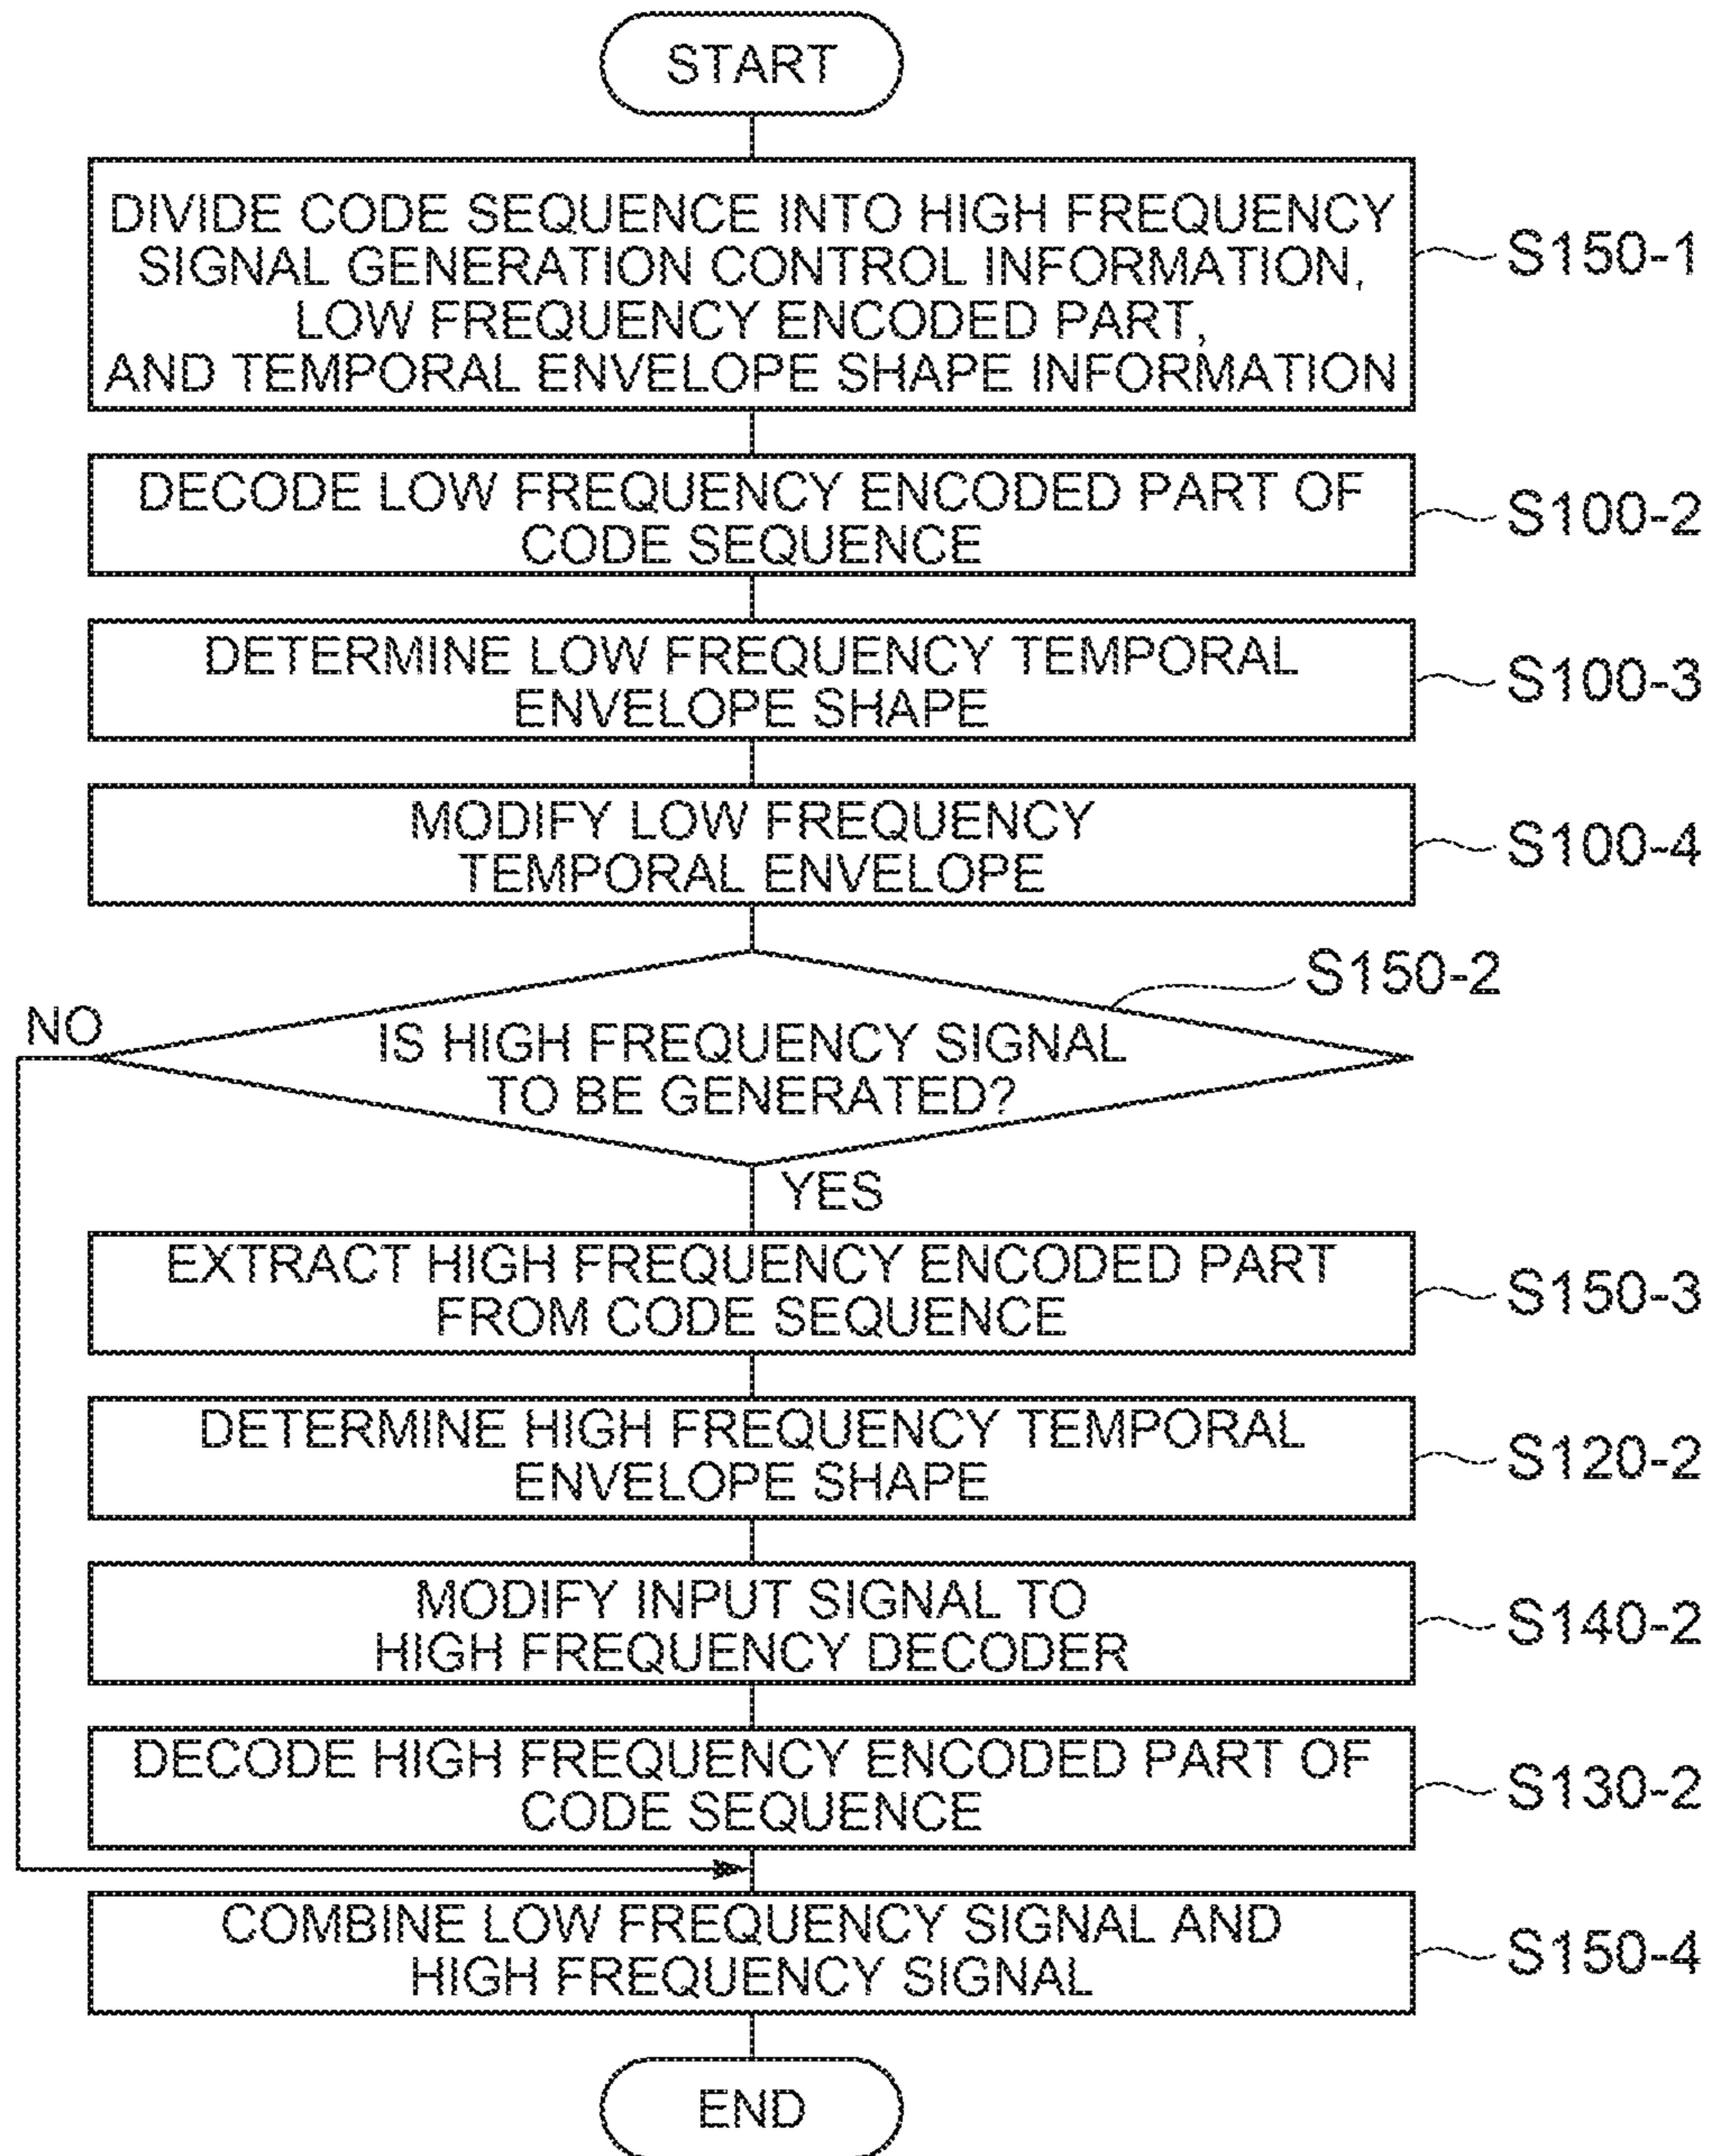 START
DIVIDE CODE SEQUENCE INTO HIGH FREQUENCY
SIGNAL GENERATION CONTROL INFORMATION,
LOW FREQUENCY ENCODED PART,
AND TEMPORAL ENVELOPE SHAPE INFORMATION
S150-1
DECODE LOW FREQUENCY ENCODED PART OF
CODE SEQUENCE
S100-2
DETERMINE LOW FREQUENCY TEMPORAL
ENVELOPE SHAPE
S100-3
MODIFY LOW FREQUENCY
TEMPORAL ENVELOPE
S100-4
S150-2
NO
IS HIGH FREQUENCY SIGNAL
TO BE GENERATED?
YES
EXTRACT HIGH FREQUENCY ENCODED PART
FROM CODE SEQUENCE
S150-3
DETERMINE HIGH FREQUENCY TEMPORAL
ENVELOPE SHAPE
S120-2
MODIFY INPUT SIGNAL TO
HIGH FREQUENCY DECODER
S140-2
DECODE HIGH FREQUENCY ENCODED PART OF
CODE SEQUENCE
S130-2
COMBINE LOW FREQUENCY SIGNAL AND
HIGH FREQUENCY SIGNAL
S150-4
END